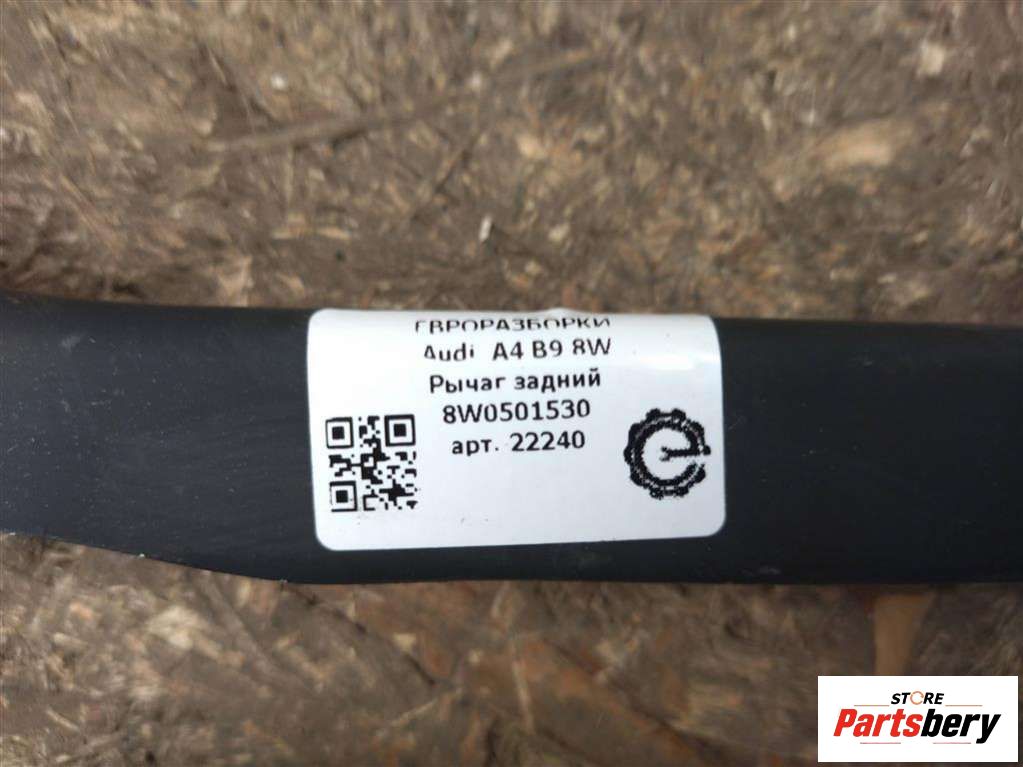 ЕВРОРАЗБОРКИ
Audi A4 B9 8W
Рычаг задний
8W0501530
арт. 22240
STORE
Partsbery